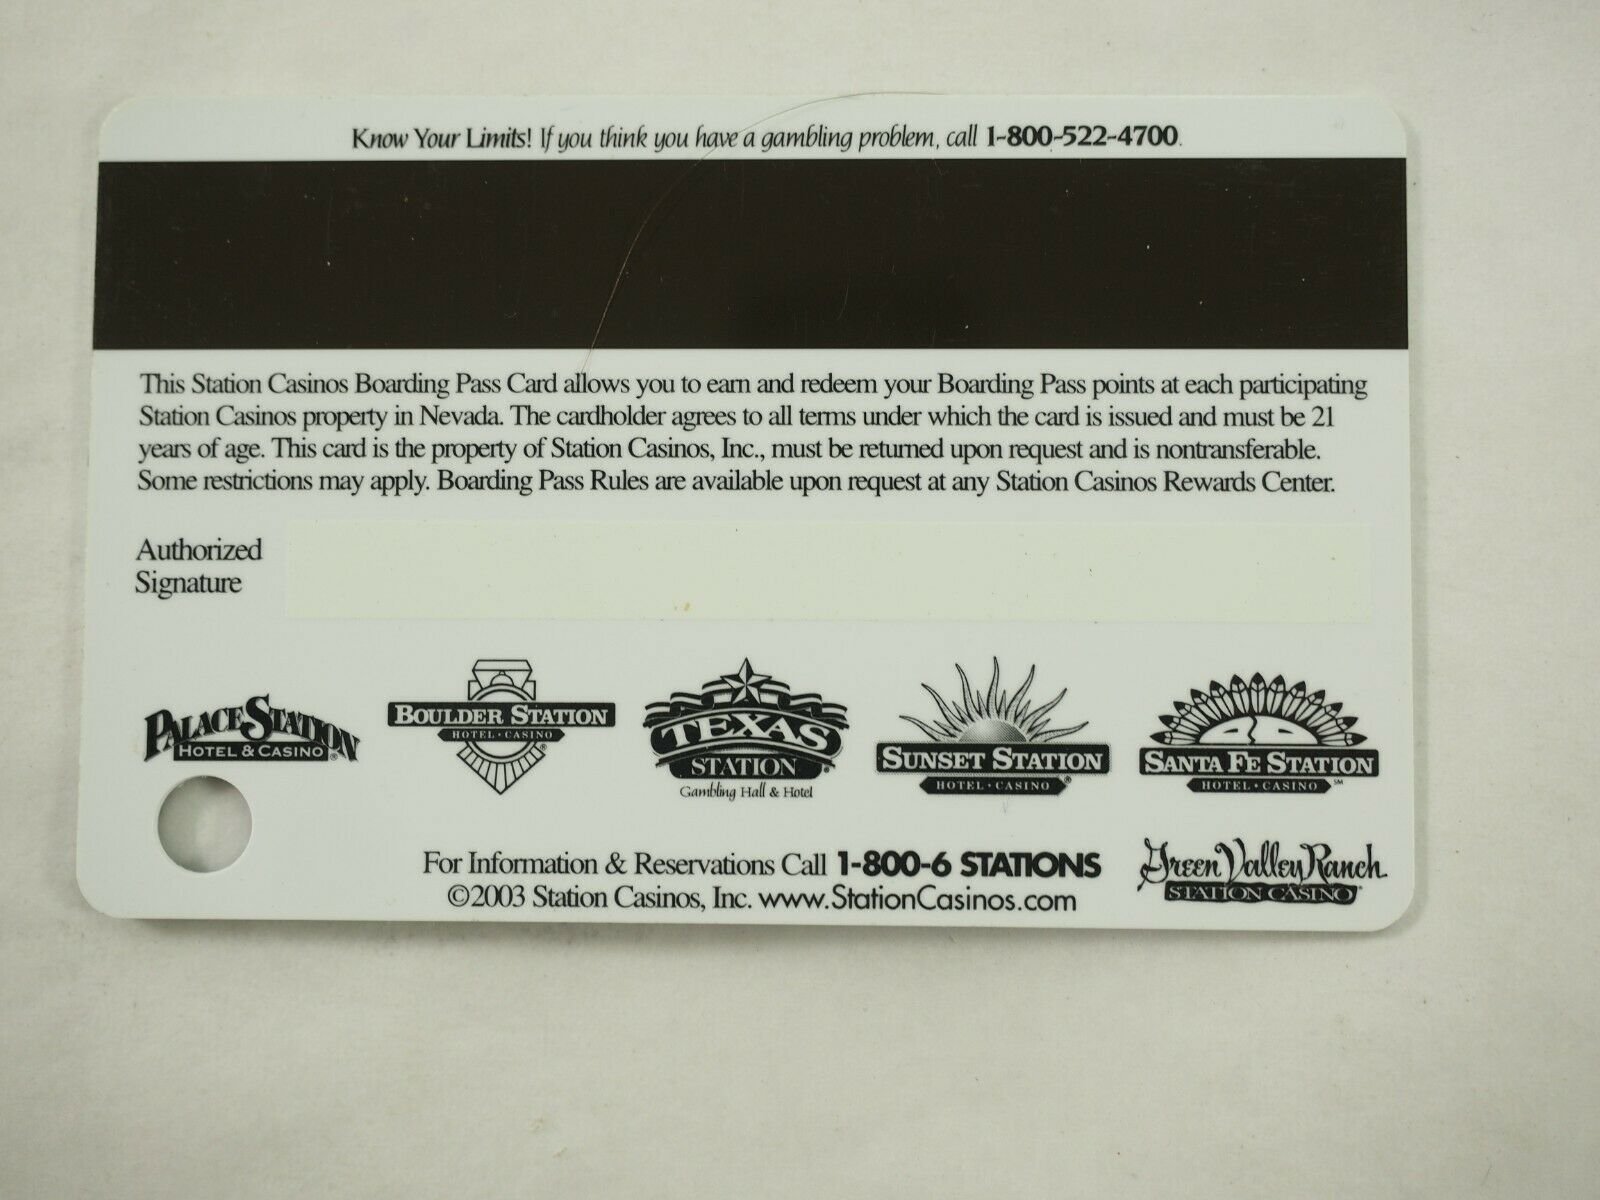 Know Your Limits! If you think you have a gambling problem, call 1-800-522-4700.
This Station Casinos Boarding Pass Card allows you to earn and redeem your Boarding Pass points at each participating
Station Casinos property in Nevada. The cardholder agrees to all terms under which the card is issued and must be 21
years of age. This card is the property of Station Casinos, Inc., must be returned upon request and is nontransferable.
Some restrictions may apply. Boarding Pass Rules are available upon request at any Station Casinos Rewards Center.
Authorized
Signature
PALACE STATION
HOTEL & CASINO ®
BOULDER STATION
HOTEL · CASINO ®
TEXAS
STATION ®
Gambling Hall & Hotel
SUNSET STATION
HOTEL · CASINO ®
SANTA FE STATION
HOTEL · CASINO SM
For Information & Reservations Call 1-800-6 STATIONS
©2003 Station Casinos, Inc. www.StationCasinos.com
Green Valley Ranch
STATION CASINO ®